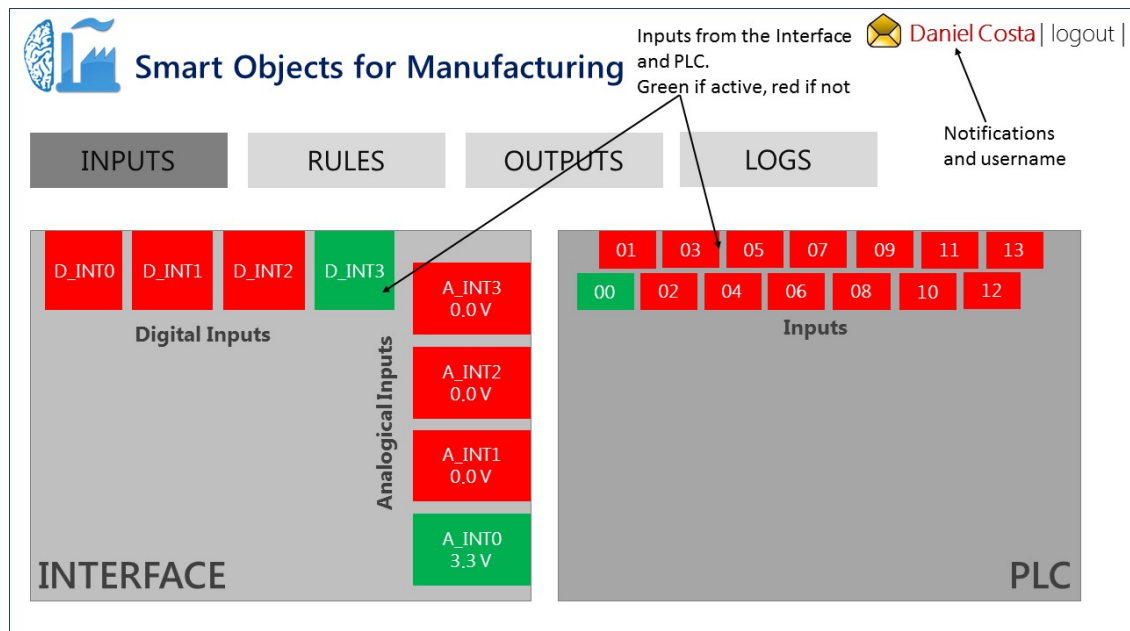 Smart Objects for Manufacturing
Inputs from the Interface
and PLC.
Green if active, red if not
Daniel Costa | logout |
Notifications
and username
INPUTS
RULES
OUTPUTS
LOGS
D_INT0
D_INT1
D_INT2
D_INT3
Digital Inputs
Analogical Inputs
A_INT3
0.0 V
A_INT2
0.0 V
A_INT1
0.0 V
A_INT0
3.3 V
INTERFACE
01 03 05 07 09 11 13
00 02 04 06 08 10 12
Inputs
PLC